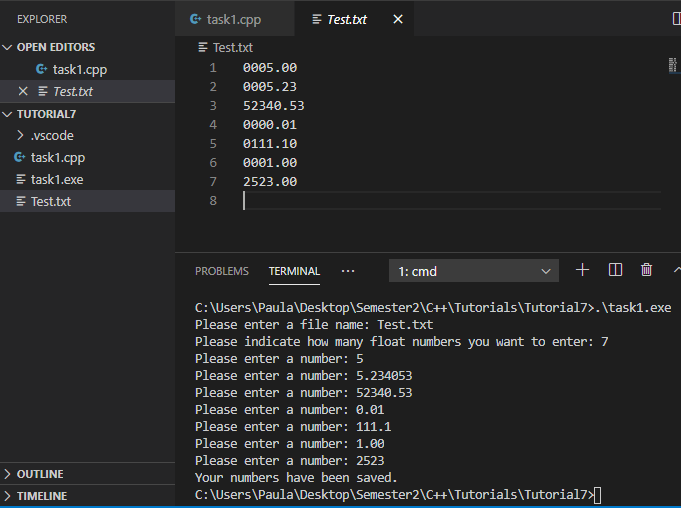 EXPLORER
OPEN EDITORS
task1.cpp
Test.txt
TUTORIAL7
.vscode
task1.cpp
task1.exe
Test.txt
OUTLINE
TIMELINE
task1.cpp
Test.txt
Test.txt
1 0005.00
2 0005.23
3 52340.53
4 0000.01
5 0111.10
6 0001.00
7 2523.00
8
PROBLEMS TERMINAL ··· 1: cmd
C:\Users\Paula\Desktop\Semester2\C++\Tutorials\Tutorial7>.\task1.exe
Please enter a file name: Test.txt
Please indicate how many float numbers you want to enter: 7
Please enter a number: 5
Please enter a number: 5.234053
Please enter a number: 52340.53
Please enter a number: 0.01
Please enter a number: 111.1
Please enter a number: 1.00
Please enter a number: 2523
Your numbers have been saved.
C:\Users\Paula\Desktop\Semester2\C++\Tutorials\Tutorial7>